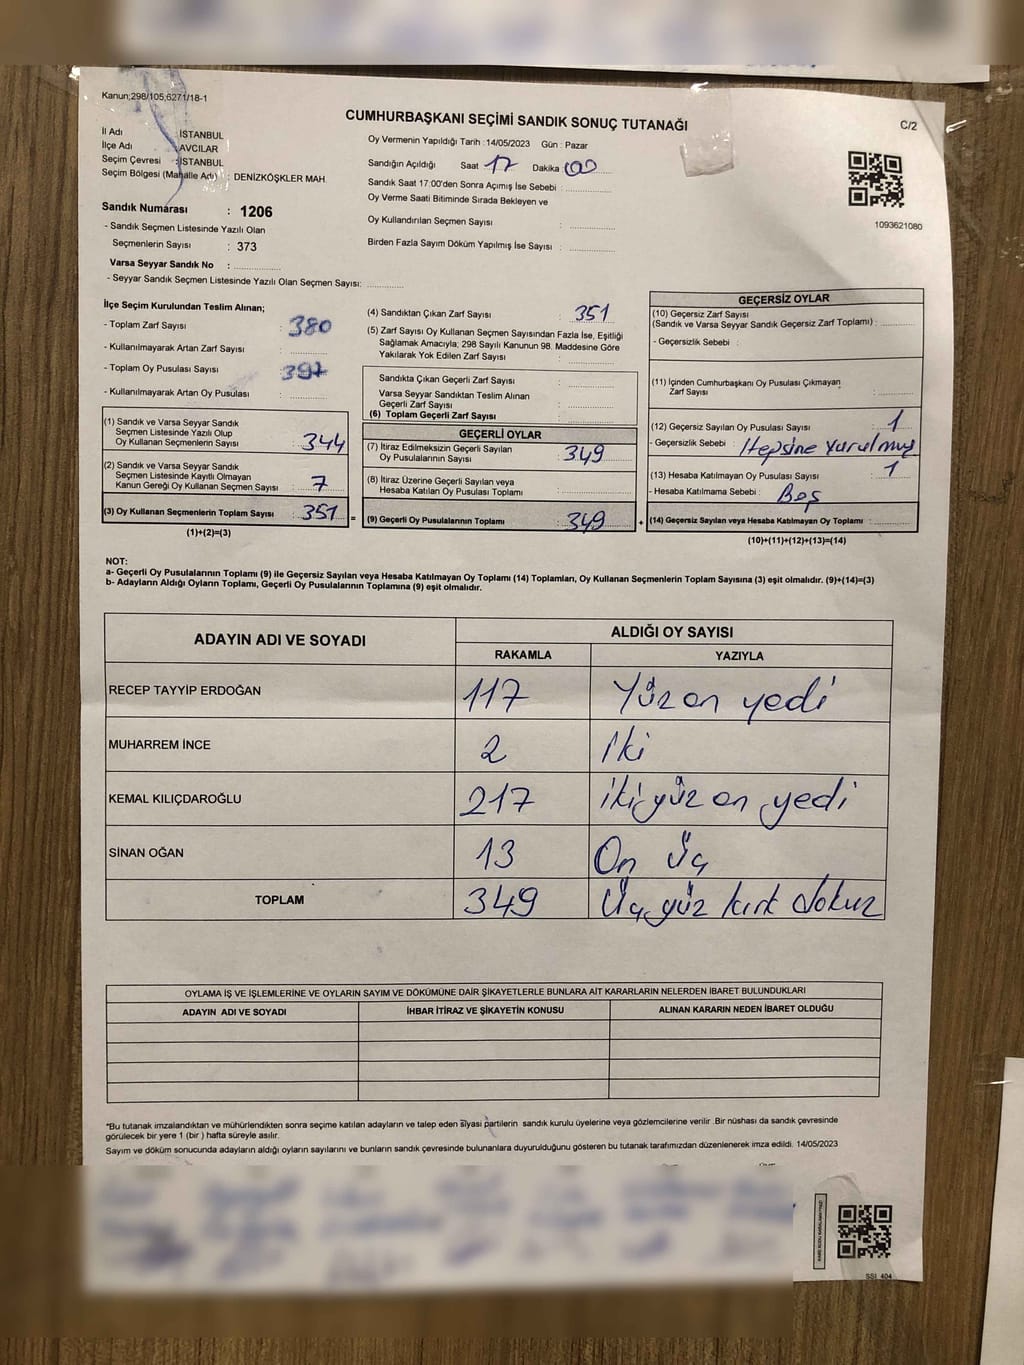 Kanun;298/105;6271/18-1
CUMHURBAŞKANI SEÇİMİ SANDIK SONUÇ TUTANAĞI
C/2
İl Adı : İSTANBUL
İlçe Adı : AVCILAR
Seçim Çevresi : İSTANBUL
Seçim Bölgesi (Mahalle Adı) : DENİZKÖŞKLER MAH.
Oy Vermenin Yapıldığı Tarih : 14/05/2023 Gün : Pazar
Sandığın Açıldığı Saat 17 Dakika 00
Sandık Saat 17:00'den Sonra Açımış İse Sebebi :
Oy Verme Saati Bitiminde Sırada Bekleyen ve
Oy Kullandırılan Seçmen Sayısı :
Birden Fazla Sayım Döküm Yapılmış İse Sayısı :
1093621080
Sandık Numarası : 1206
- Sandık Seçmen Listesinde Yazılı Olan
Seçmenlerin Sayısı : 373
Varsa Seyyar Sandık No :
- Seyyar Sandık Seçmen Listesinde Yazılı Olan Seçmen Sayısı:
İlçe Seçim Kurulundan Teslim Alınan;
- Toplam Zarf Sayısı : 380
- Kullanılmayarak Artan Zarf Sayısı :
- Toplam Oy Pusulası Sayısı :
- Kullanılmayarak Artan Oy Pusulası :
(1) Sandık ve Varsa Seyyar Sandık
Seçmen Listesinde Yazılı Olup
Oy Kullanan Seçmenlerin Sayısı : 344
(2) Sandık ve Varsa Seyyar Sandık
Seçmen Listesinde Kayıtlı Olmayan
Kanun Gereği Oy Kullanan Seçmen Sayısı : 7
(3) Oy Kullanan Seçmenlerin Toplam Sayısı : 351
(1)+(2)=(3)
(4) Sandıktan Çıkan Zarf Sayısı : 351
(5) Zarf Sayısı Oy Kullanan Seçmen Sayısından Fazla İse, Eşitliği
Sağlamak Amacıyla; 298 Sayılı Kanunun 98. Maddesine Göre
Yakılarak Yok Edilen Zarf Sayısı :
Sandıkta Çıkan Geçerli Zarf Sayısı :
Varsa Seyyar Sandıktan Teslim Alınan
Geçerli Zarf Sayısı :
(6) Toplam Geçerli Zarf Sayısı :
GEÇERLİ OYLAR
(7) İtiraz Edilmeksizin Geçerli Sayılan
Oy Pusulalarının Sayısı : 349
(8) İtiraz Üzerine Geçerli Sayılan veya
Hesaba Katılan Oy Pusulası Toplamı :
= (9) Geçerli Oy Pusulalarının Toplamı : 349 +
GEÇERSİZ OYLAR
(10) Geçersiz Zarf Sayısı
(Sandık ve Varsa Seyyar Sandık Geçersiz Zarf Toplamı) :
- Geçersizlik Sebebi :
(11) İçinden Cumhurbaşkanı Oy Pusulası Çıkmayan
Zarf Sayısı :
(12) Geçersiz Sayılan Oy Pusulası Sayısı : 1
- Geçersizlik Sebebi : Hepsine vurulmuş
(13) Hesaba Katılmayan Oy Pusulası Sayısı : 1
- Hesaba Katılmama Sebebi : Boş
(14) Geçersiz Sayılan veya Hesaba Katılmayan Oy Toplamı :
(10)+(11)+(12)+(13)=(14)
NOT:
a- Geçerli Oy Pusulalarının Toplamı (9) ile Geçersiz Sayılan veya Hesaba Katılmayan Oy Toplamı (14) Toplamları, Oy Kullanan Seçmenlerin Toplam Sayısına (3) eşit olmalıdır. (9)+(14)=(3)
b- Adayların Aldığı Oyların Toplamı, Geçerli Oy Pusulalarının Toplamına (9) eşit olmalıdır.
ADAYIN ADI VE SOYADI ALDIĞI OY SAYISI
RAKAMLA YAZIYLA
RECEP TAYYİP ERDOĞAN 117 Yüz on yedi
MUHARREM İNCE 2 İki
KEMAL KILIÇDAROĞLU 217 ikiyüz on yedi
SİNAN OĞAN 13 On üç
TOPLAM 349 Üçyüz kırk dokuz
OYLAMA İŞ VE İŞLEMLERİNE VE OYLARIN SAYIM VE DÖKÜMÜNE DAİR ŞİKAYETLERLE BUNLARA AİT KARARLARIN NELERDEN İBARET BULUNDUKLARI
ADAYIN ADI VE SOYADI İHBAR İTİRAZ VE ŞİKAYETİN KONUSU ALINAN KARARIN NEDEN İBARET OLDUĞU
*Bu tutanak imzalandıktan ve mühürlendikten sonra seçime katılan adayların ve talep eden siyasi partilerin sandık kurulu üyelerine veya gözlemcilerine verilir .Bir nüshası da sandık çevresinde
görülecek bir yere 1 (bir ) hafta süreyle asılır.
Sayım ve döküm sonucunda adayların aldığı oyların sayılarını ve bunların sandık çevresinde bulunanlara duyurulduğunu gösteren bu tutanak tarafımızdan düzenlenerek imza edildi. 14/05/2023
SSI_404